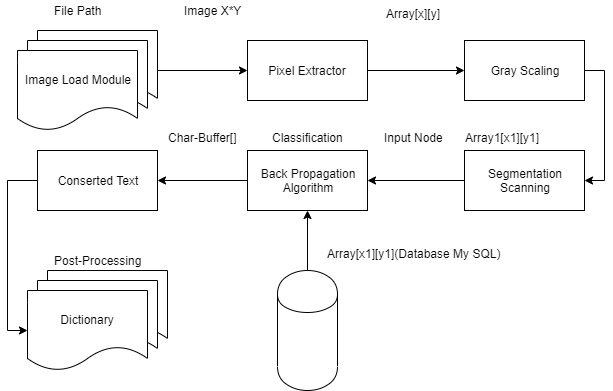 File Path
Image X*Y
Array[x][y]
Image Load Module
Pixel Extractor
Gray Scaling
Char-Buffer[]
Classification
Input Node
Array1[x1][y1]
Conserted Text
Back Propagation
Algorithm
Segmentation
Scanning
Array[x1][y1](Database My SQL)
Post-Processing
Dictionary